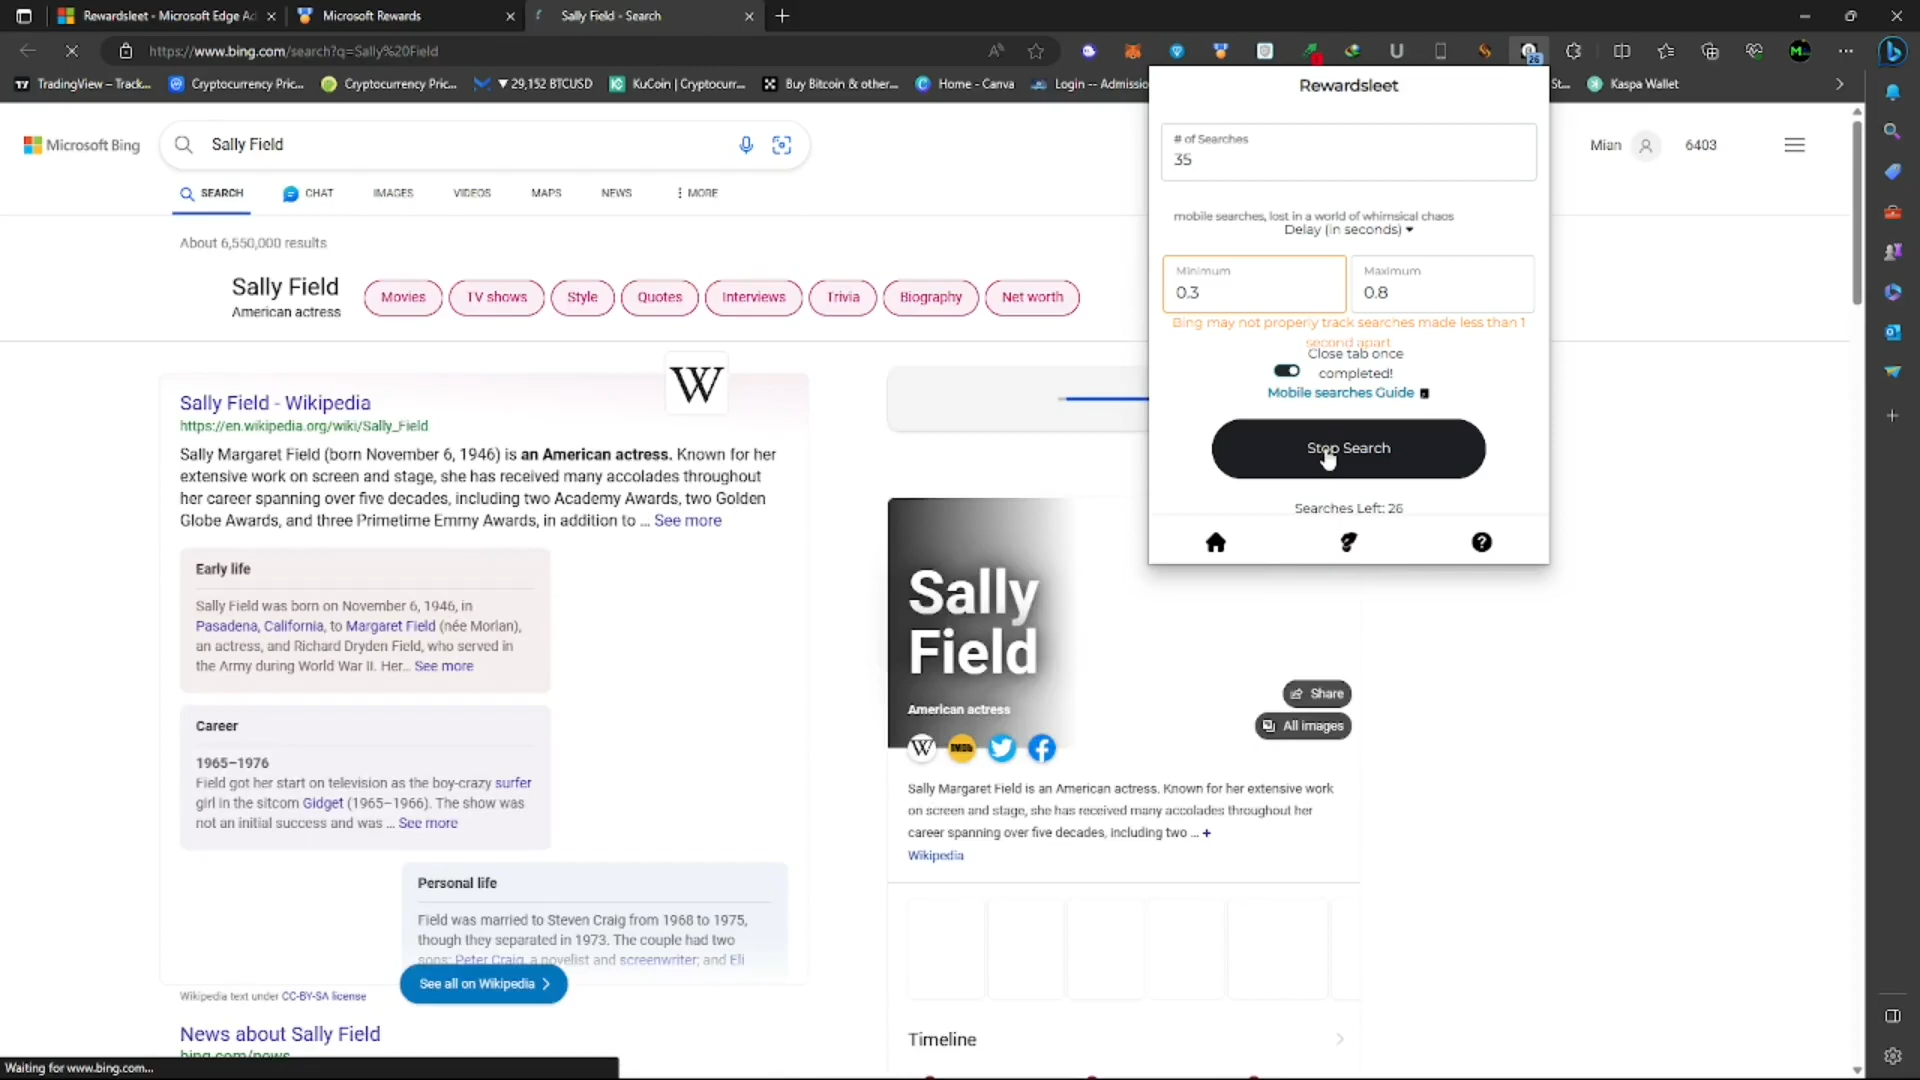 Rewardsleet - Microsoft Edge Ad
Microsoft Rewards
Sally Field - Search
https://www.bing.com/search?q=Sally%20Field
26
TradingView – Track...
Cryptocurrency Pric...
Cryptocurrency Pric...
▼ 29,152 BTCUSD
KuCoin | Cryptocurr...
Buy Bitcoin & other...
Home - Canva
Login -- Admissio
St...
Kaspa Wallet
Microsoft Bing
Sally Field
Mian
6403
SEARCH
CHAT
IMAGES
VIDEOS
MAPS
NEWS
MORE
About 6,550,000 results
Sally Field
American actress
Movies
TV shows
Style
Quotes
Interviews
Trivia
Biography
Net worth
Sally Field - Wikipedia
https://en.wikipedia.org/wiki/Sally_Field
Sally Margaret Field (born November 6, 1946) is an American actress. Known for her
extensive work on screen and stage, she has received many accolades throughout
her career spanning over five decades, including two Academy Awards, two Golden
Globe Awards, and three Primetime Emmy Awards, in addition to ... See more
Early life
Sally Field was born on November 6, 1946, in
Pasadena, California, to Margaret Field (née Morlan),
an actress, and Richard Dryden Field, who served in
the Army during World War II. Her... See more
Career
1965–1976
Field got her start on television as the boy-crazy surfer
girl in the sitcom Gidget (1965–1966). The show was
not an initial success and was ... See more
Personal life
Field was married to Steven Craig from 1968 to 1975,
though they separated in 1973. The couple had two
sons: Peter Craig, a novelist and screenwriter; and Eli
See all on Wikipedia
Wikipedia text under CC-BY-SA license
News about Sally Field
bing.com/news
Waiting for www.bing.com...
Rewardsleet
# of Searches
35
mobile searches, lost in a world of whimsical chaos
Delay (in seconds)
Minimum
0.3
Maximum
0.8
Bing may not properly track searches made less than 1
second apart
Close tab once
completed!
Mobile searches Guide
Stop Search
Searches Left: 26
Sally
Field
American actress
Share
All images
W
IMDb
Sally Margaret Field is an American actress. Known for her extensive work
on screen and stage, she has received many accolades throughout her
career spanning over five decades, including two ... +
Wikipedia
Timeline